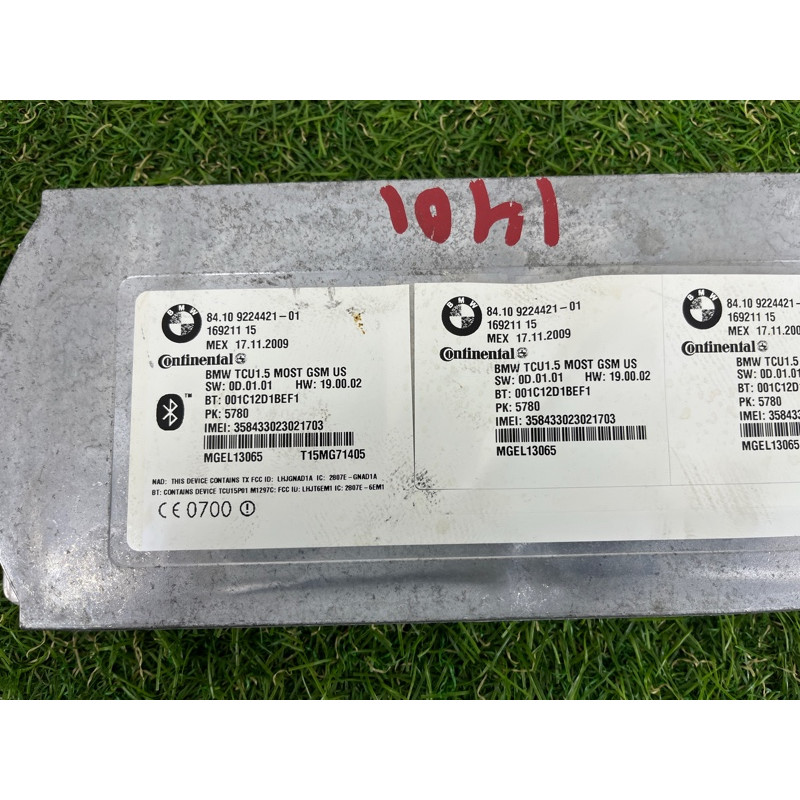 1401
BMW
84.10 9224421-01
169211 15
MEX 17.11.2009
Continental
BMW TCU1.5 MOST GSM US
SW: 0D.01.01 HW: 19.00.02
BT: 001C12D1BEF1
PK: 5780
IMEI: 358433023021703
MGEL13065 T15MG71405
TM
NAD: THIS DEVICE CONTAINS TX FCC ID: LHJGNAD1A IC: 2807E-GNAD1A
BT: CONTAINS DEVICE TCU15P01 M1297C: FCC ID: LHJT6EM1 IC: 2807E-6EM1
CE 0700
BMW
84.10 9224421-01
169211 15
MEX 17.11.2009
Continental
BMW TCU1.5 MOST GSM US
SW: 0D.01.01 HW: 19.00.02
BT: 001C12D1BEF1
PK: 5780
IMEI: 358433023021703
MGEL13065
BMW
84.10 9224421-
169211 15
MEX 17.11.200
Continental
BMW TCU1.5
SW: 0D.01.01
BT: 001C12D
PK: 5780
IMEI: 358433
MGEL13065